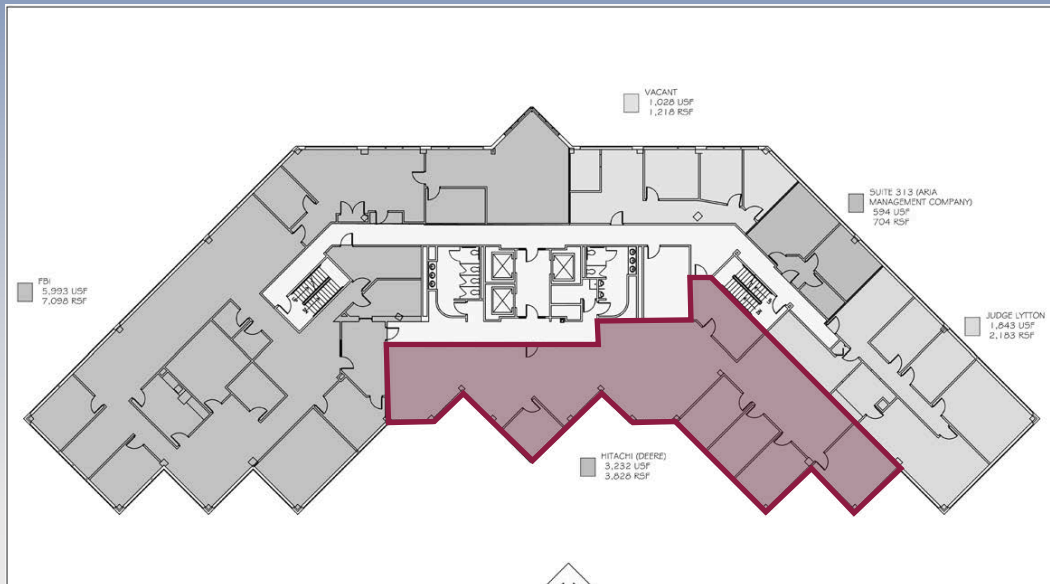 VACANT
1,028 USF
1,218 RSF
SUITE 313 (ARIA
MANAGEMENT COMPANY)
594 USF
704 RSF
FBI
5,993 USF
7,098 RSF
JUDGE LYTTON
1,843 USF
2,183 RSF
HITACHI (DEERE)
3,232 USF
3,828 RSF